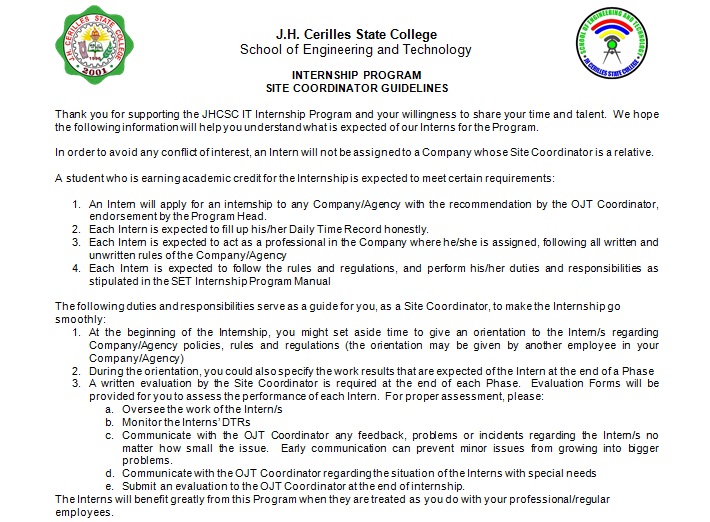 J.H. CERILLES STATE COLLEGE
2001
SCHOOL OF ENGINEERING AND TECHNOLOGY
JH CERILLES STATE COLLEGE
J.H. Cerilles State College
School of Engineering and Technology
INTERNSHIP PROGRAM
SITE COORDINATOR GUIDELINES
Thank you for supporting the JHCSC IT Internship Program and your willingness to share your time and talent. We hope
the following information will help you understand what is expected of our Interns for the Program.
In order to avoid any conflict of interest, an Intern will not be assigned to a Company whose Site Coordinator is a relative.
A student who is earning academic credit for the Internship is expected to meet certain requirements:
1. An Intern will apply for an internship to any Company/Agency with the recommendation by the OJT Coordinator,
endorsement by the Program Head.
2. Each Intern is expected to fill up his/her Daily Time Record honestly.
3. Each Intern is expected to act as a professional in the Company where he/she is assigned, following all written and
unwritten rules of the Company/Agency
4. Each Intern is expected to follow the rules and regulations, and perform his/her duties and responsibilities as
stipulated in the SET Internship Program Manual
The following duties and responsibilities serve as a guide for you, as a Site Coordinator, to make the Internship go
smoothly:
1. At the beginning of the Internship, you might set aside time to give an orientation to the Intern/s regarding
Company/Agency policies, rules and regulations (the orientation may be given by another employee in your
Company/Agency)
2. During the orientation, you could also specify the work results that are expected of the Intern at the end of a Phase
3. A written evaluation by the Site Coordinator is required at the end of each Phase. Evaluation Forms will be
provided for you to assess the performance of each Intern. For proper assessment, please:
a. Oversee the work of the Intern/s
b. Monitor the Interns' DTRs
c. Communicate with the OJT Coordinator any feedback, problems or incidents regarding the Intern/s no
matter how small the issue. Early communication can prevent minor issues from growing into bigger
problems.
d. Communicate with the OJT Coordinator regarding the situation of the Interns with special needs
e. Submit an evaluation to the OJT Coordinator at the end of internship.
The Interns will benefit greatly from this Program when they are treated as you do with your professional/regular
employees.